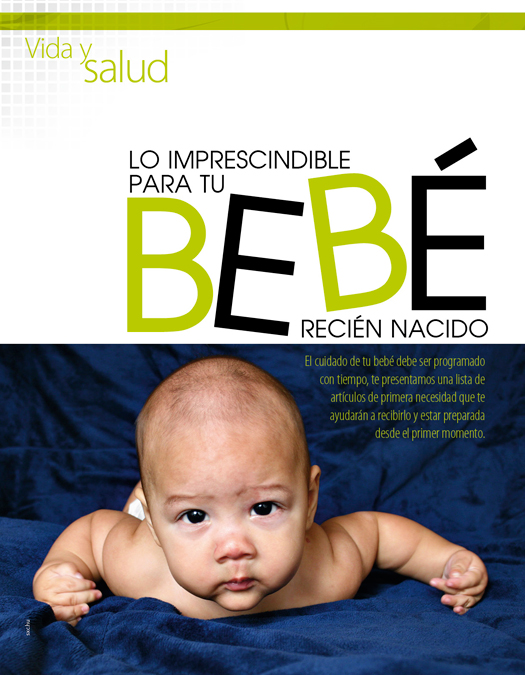 Vida y
salud
LO IMPRESCINDIBLE
PARA TU
BEBÉ
RECIÉN NACIDO
El cuidado de tu bebé debe ser programado
con tiempo, te presentamos una lista de
artículos de primera necesidad que te
ayudarán a recibirlo y estar preparada
desde el primer momento.
sxc.hu